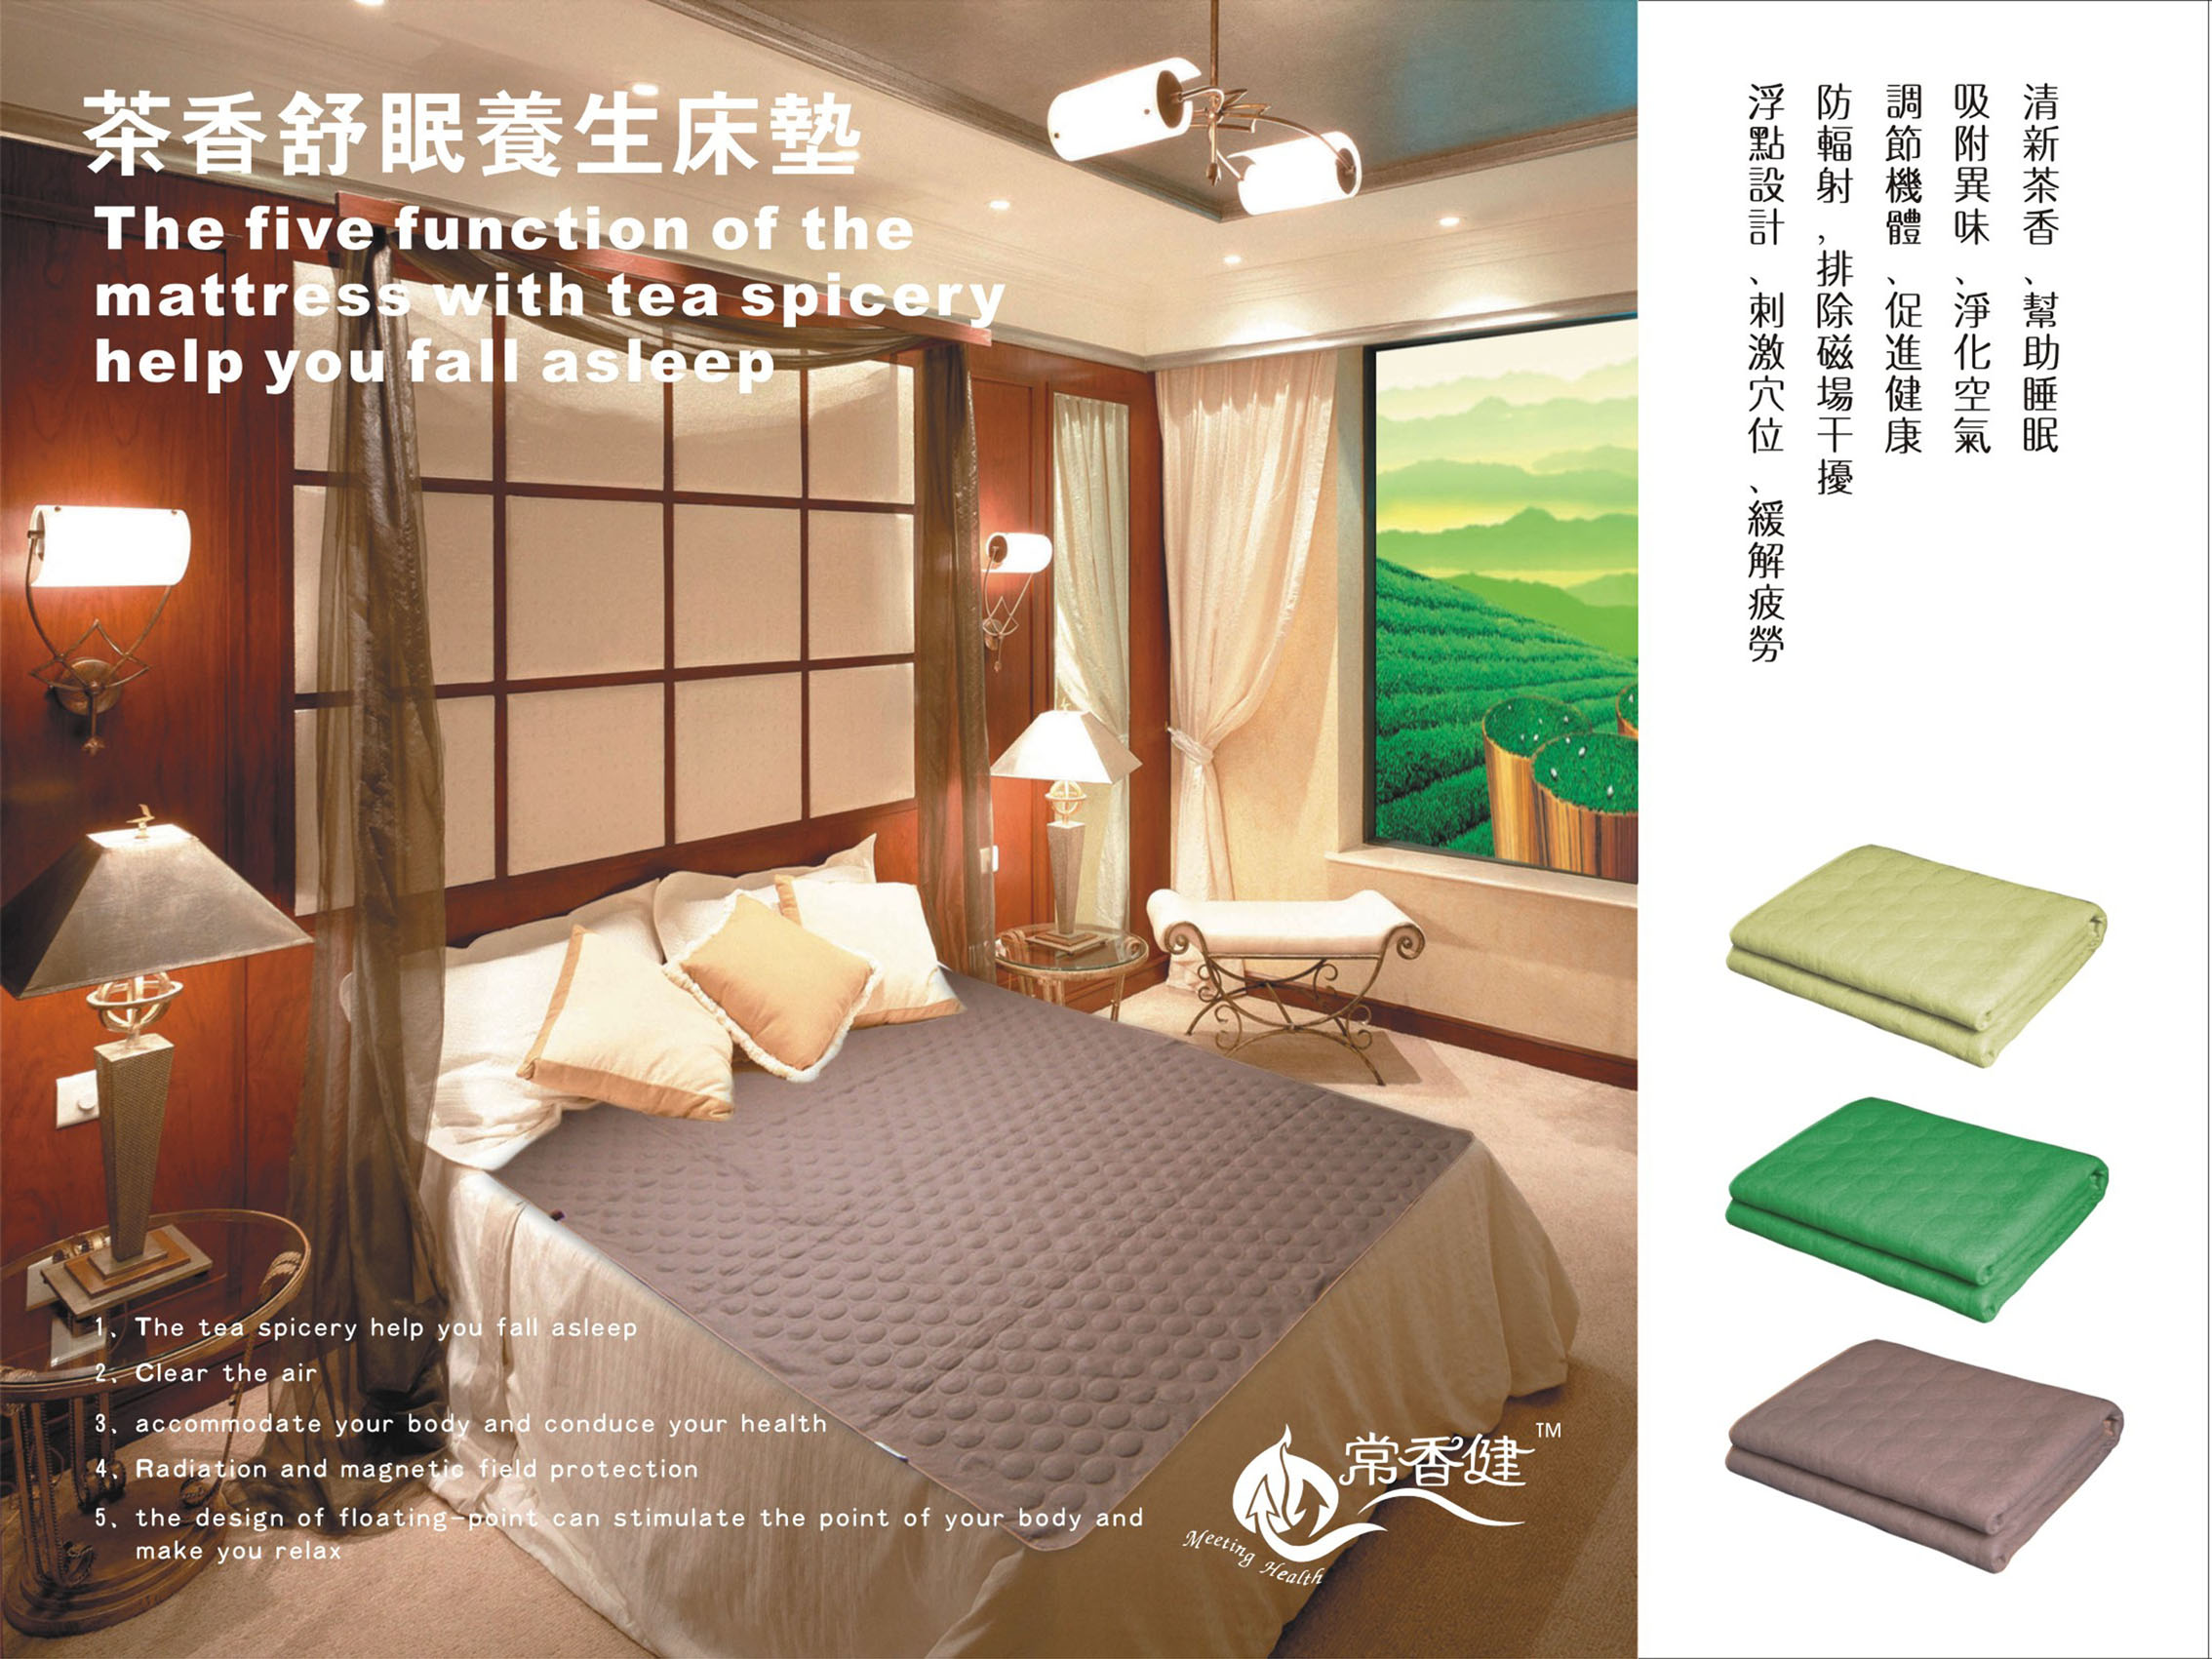 茶香舒眠養生床墊
The five function of the
mattress with tea spicery
help you fall asleep
清新茶香、幫助睡眠
吸附異味、淨化空氣
調節機體、促進健康
防輻射，排除磁場干擾
浮點設計、刺激穴位、緩解疲勞
1、The tea spicery help you fall asleep
2、Clear the air
3、accommodate your body and conduce your health
4、Radiation and magnetic field protection
5、the design of floating-point can stimulate the point of your body and
make you relax
常香健™
Meeting Health